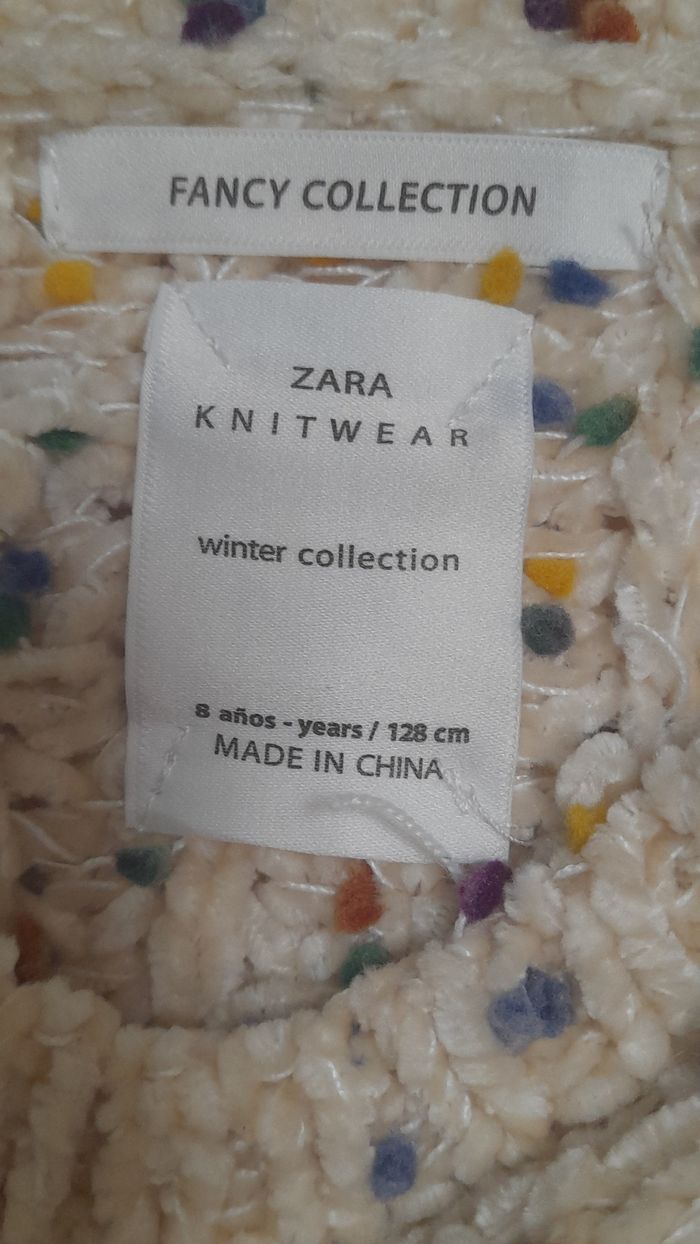 FANCY COLLECTION
ZARA
KNITWEAR
winter collection
8 años - years / 128 cm
MADE IN CHINA